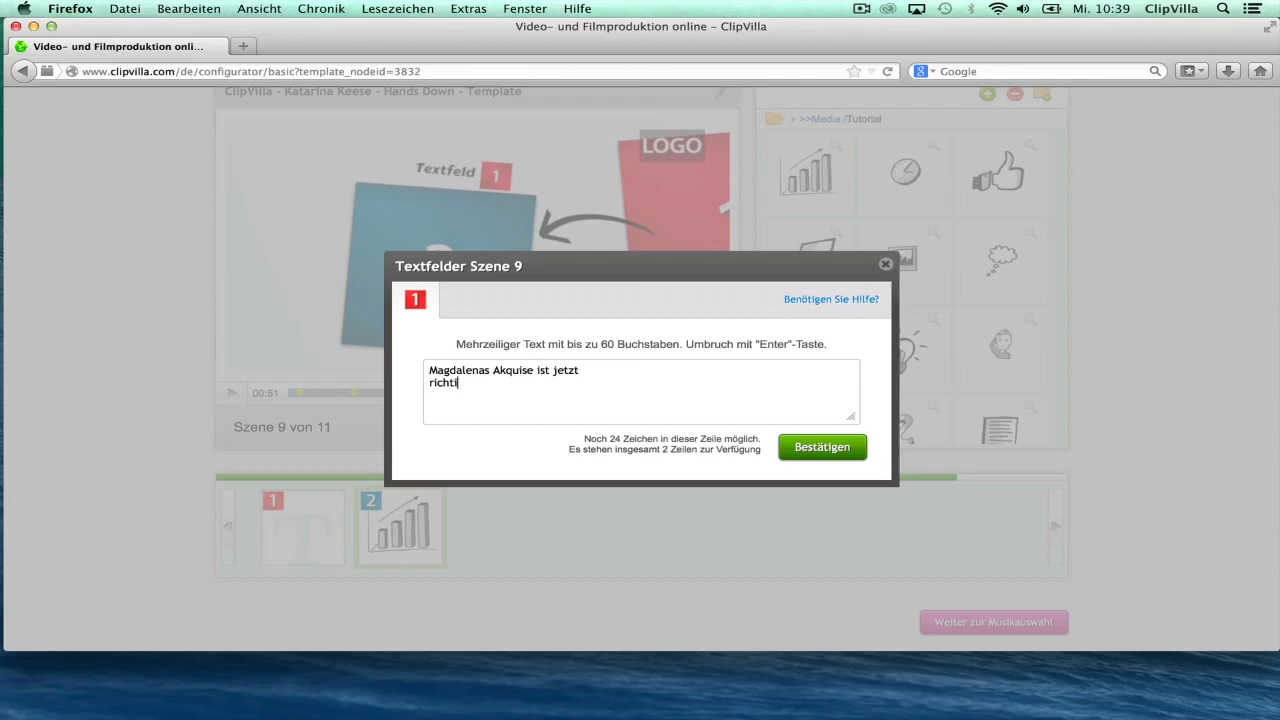 Firefox Datei Bearbeiten Ansicht Chronik Lesezeichen Extras Fenster Hilfe Mi. 10:39 ClipVilla
Video- und Filmproduktion online - ClipVilla
Video- und Filmproduktion onli...
www.clipvilla.com/de/configurator/basic?template_nodeid=3832
Google
ClipVilla - Katarina Keese - Hands Down - Template
» >>Media /Tutorial
LOGO
Textfeld 1
Textfelder Szene 9
1
Benötigen Sie Hilfe?
Mehrzeiliger Text mit bis zu 60 Buchstaben. Umbruch mit "Enter"-Taste.
Magdalenas Akquise ist jetzt
richti
00:51
Szene 9 von 11
Noch 24 Zeichen in dieser Zeile möglich.
Es stehen insgesamt 2 Zeilen zur Verfügung
Bestätigen
1
2
Weiter zur Musikauswahl